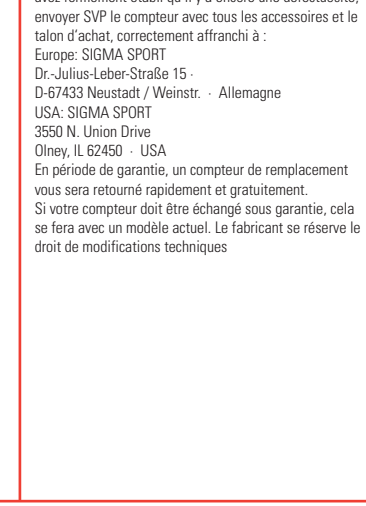 envoyer SVP le compteur avec tous les accessoires et le
talon d'achat, correctement affranchi à :
Europe: SIGMA SPORT
Dr.-Julius-Leber-Straße 15 ·
D-67433 Neustadt / Weinstr. · Allemagne
USA: SIGMA SPORT
3550 N. Union Drive
Olney, IL 62450 · USA
En période de garantie, un compteur de remplacement
vous sera retourné rapidement et gratuitement.
Si votre compteur doit être échangé sous garantie, cela
se fera avec un modèle actuel. Le fabricant se réserve le
droit de modifications techniques